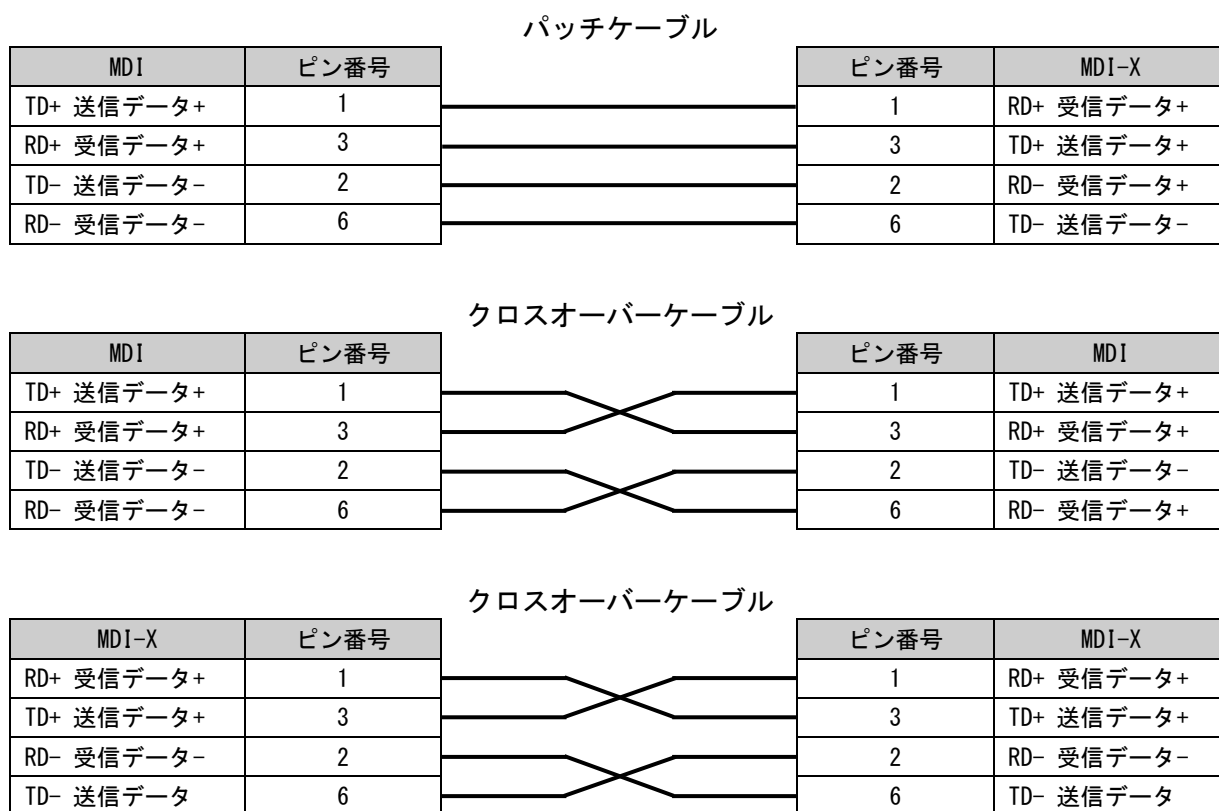 パッチケーブル
MDI ピン番号 ピン番号 MDI-X
TD+ 送信データ+ 1 1 RD+ 受信データ+
RD+ 受信データ+ 3 3 TD+ 送信データ+
TD- 送信データ- 2 2 RD- 受信データ+
RD- 受信データ- 6 6 TD- 送信データ-
クロスオーバーケーブル
MDI ピン番号 ピン番号 MDI
TD+ 送信データ+ 1 1 TD+ 送信データ+
RD+ 受信データ+ 3 3 RD+ 受信データ+
TD- 送信データ- 2 2 TD- 送信データ-
RD- 受信データ- 6 6 RD- 受信データ+
クロスオーバーケーブル
MDI-X ピン番号 ピン番号 MDI-X
RD+ 受信データ+ 1 1 RD+ 受信データ+
TD+ 送信データ+ 3 3 TD+ 送信データ+
RD- 受信データ- 2 2 RD- 受信データ-
TD- 送信データ 6 6 TD- 送信データ